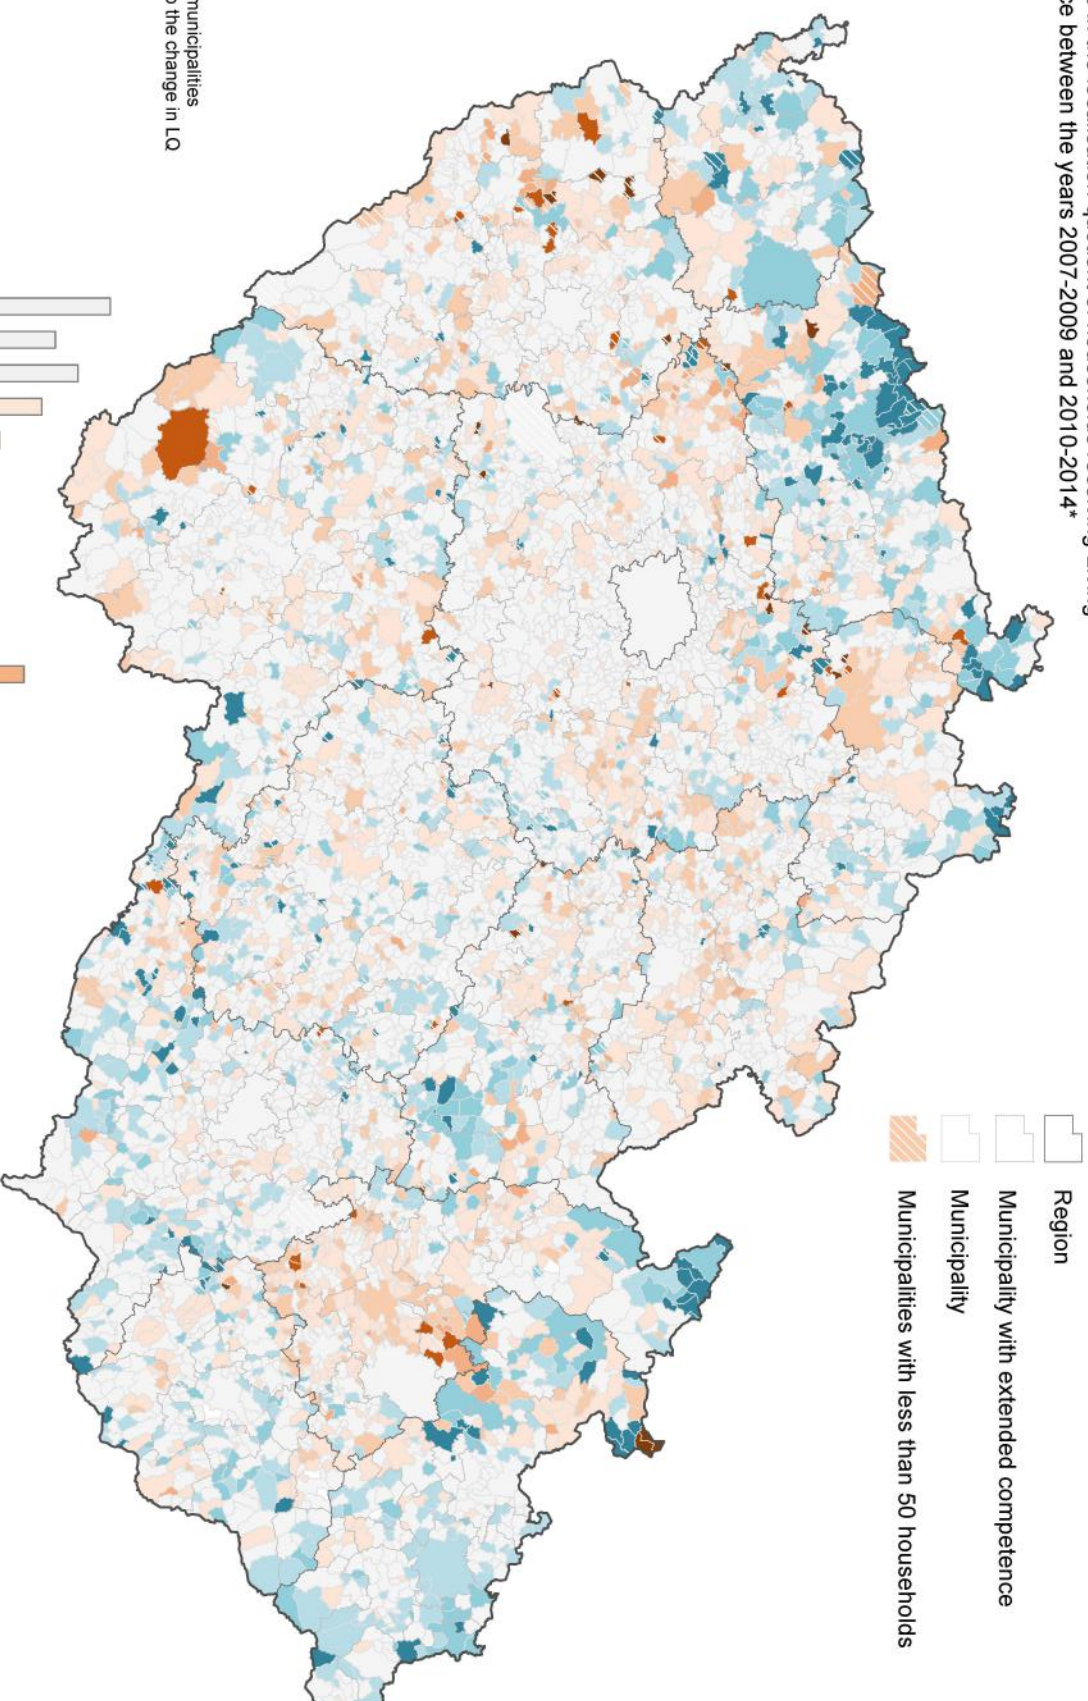 ce between the years 2007-2009 and 2010-2014*
Region
Municipality with extended competence
Municipality
Municipalities with less than 50 households
municipalities
the change in LQ